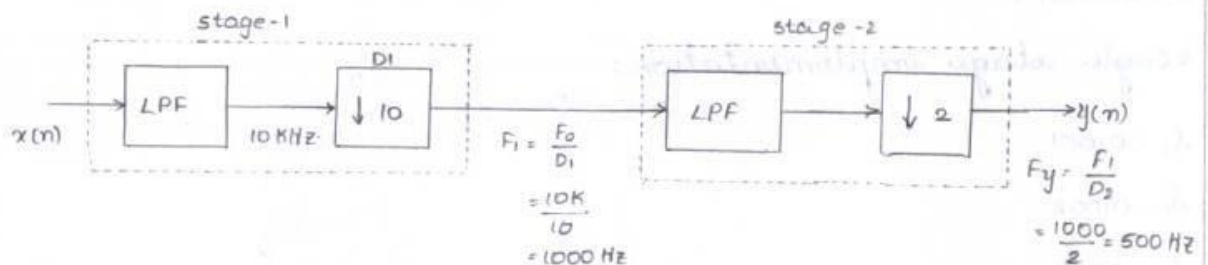 stage-1
stage-2
D1
LPF
↓ 10
LPF
↓ 2
x(n)
10 KHz
y(n)
F1 = F0 / D1
= 10K / 10
= 1000 Hz
Fy = F1 / D2
= 1000 / 2 = 500 Hz